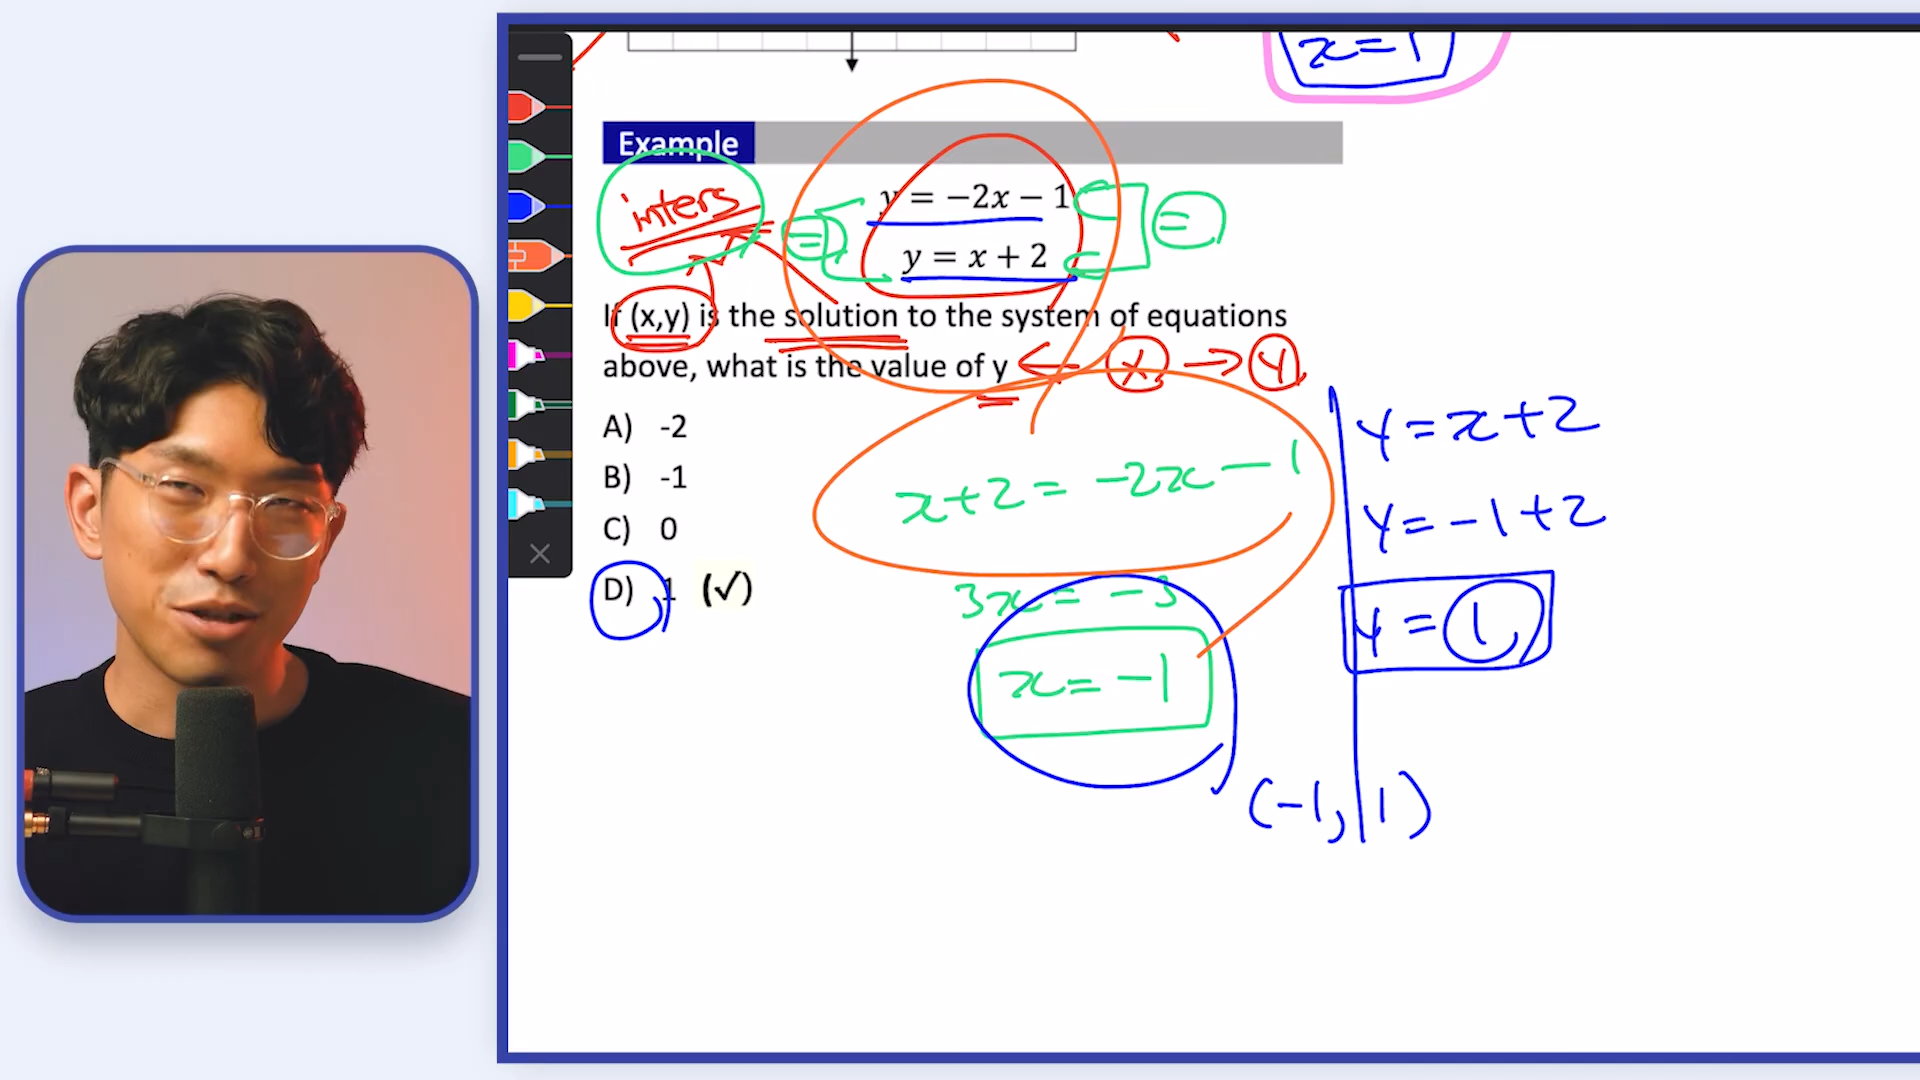 x=1
Example
inters
y = −2x − 1
=
=
y = x + 2
If (x,y) is the solution to the system of equations
above, what is the value of y ← x → y
A) -2
B) -1
C) 0
D) 1 (✓)
x+2 = -2x-1
3x = -3
x = -1
y = x+2
y = -1+2
y = 1
(-1, 1)